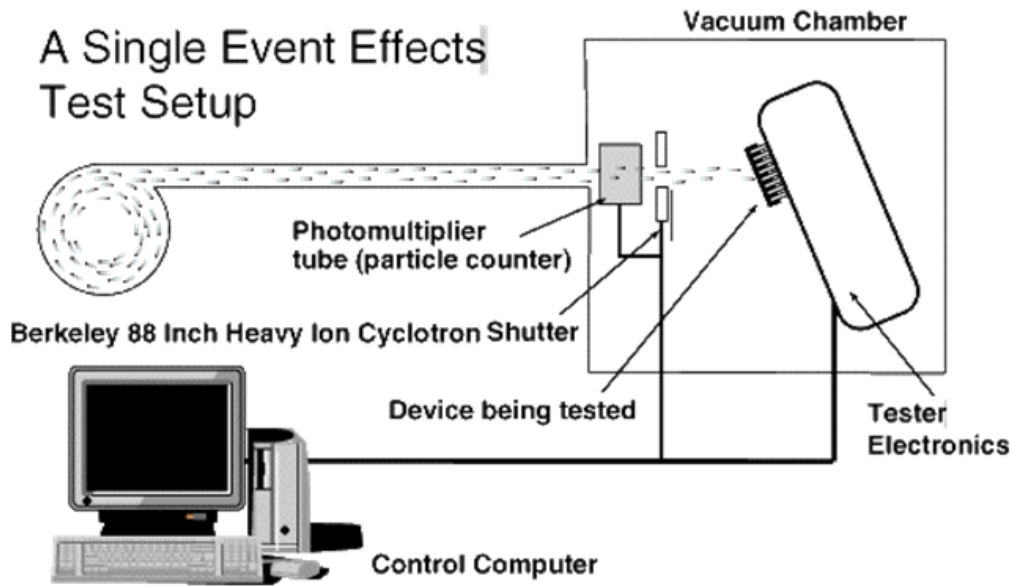 A Single Event Effects
Test Setup
Vacuum Chamber
Photomultiplier
tube (particle counter)
Berkeley 88 Inch Heavy Ion Cyclotron
Shutter
Device being tested
Tester
Electronics
Control Computer